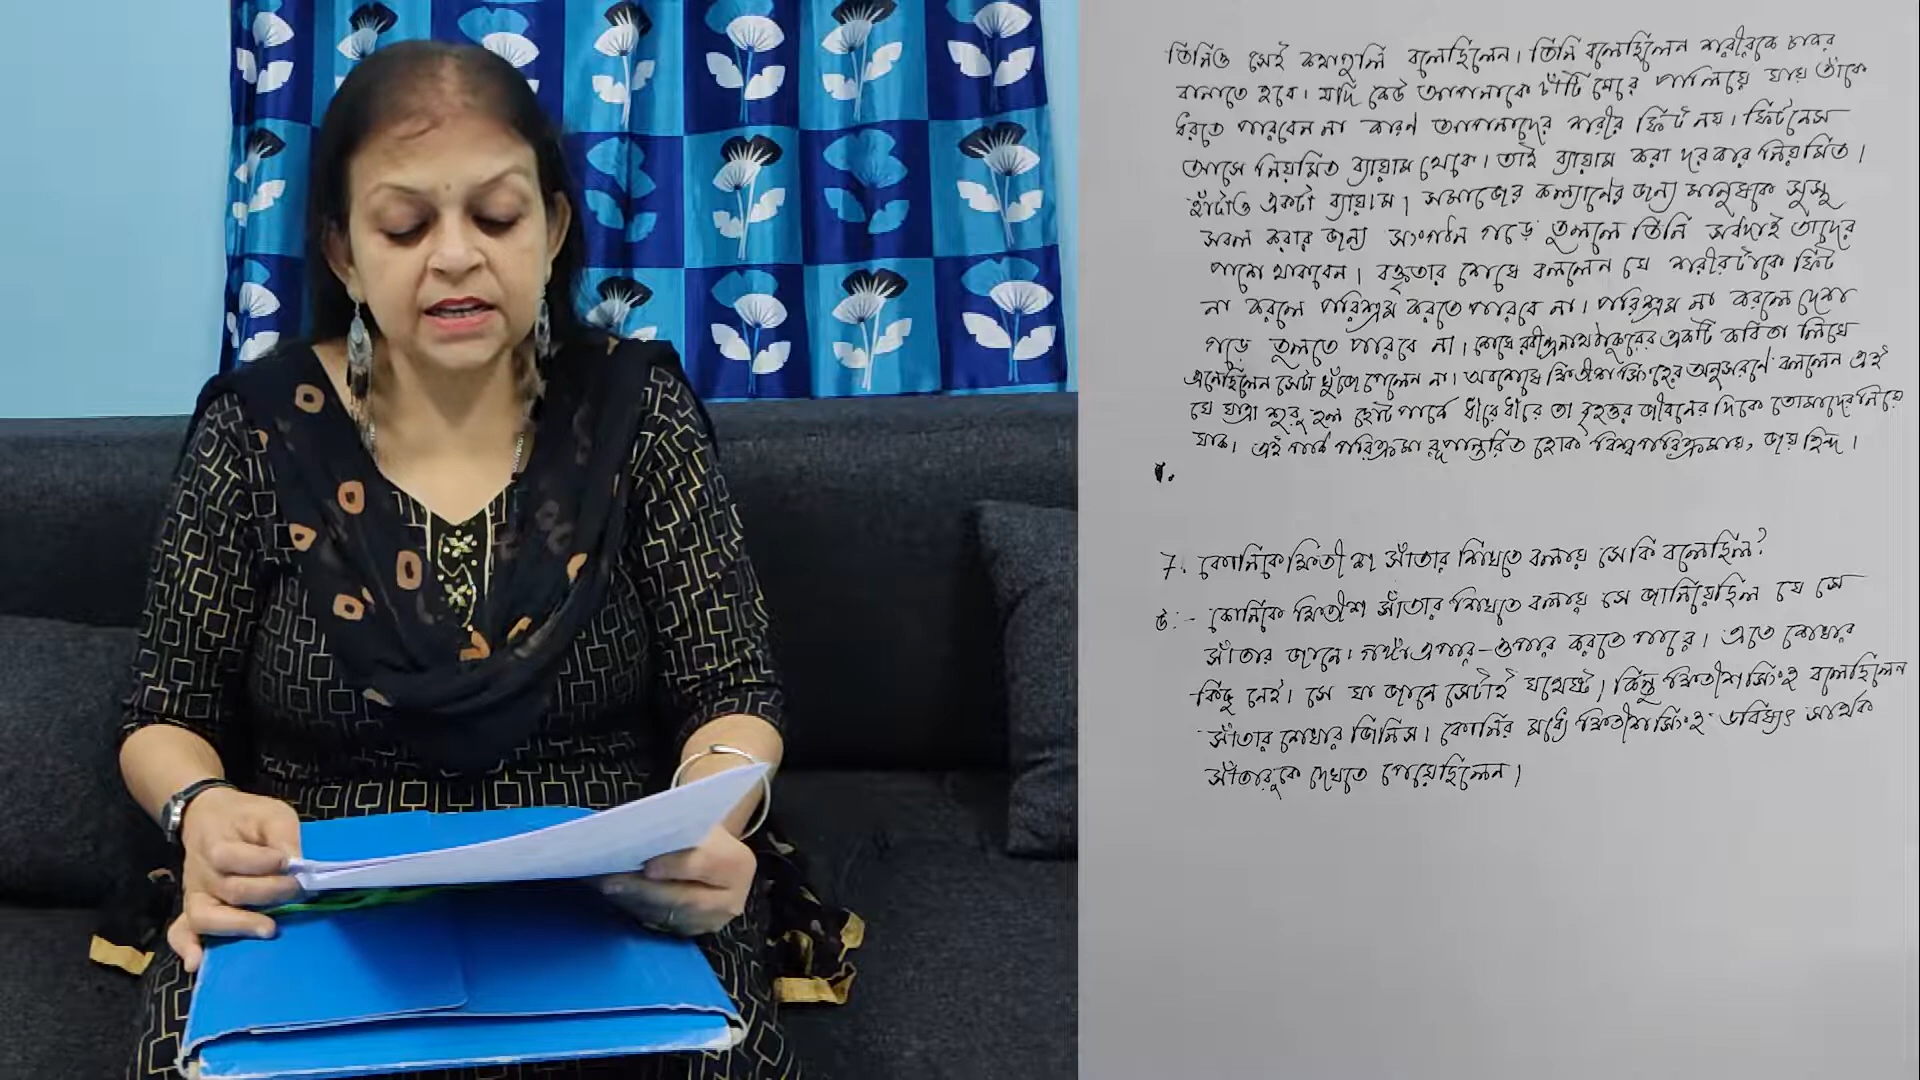 তিনিও সেই কথাগুলি বলেছিলেন। তিনি বলেছিলেন শরীরকে চাকর
বানাতে হবে। যদি কেউ আপনাকে চাঁটি মেরে পালিয়ে যায় তাঁকে
ধরতে পারবেন না কারণ আপনাদের শরীর ফিট নয়। ফিটনেস
আসে নিয়মিত ব্যায়াম থেকে। তাই ব্যায়াম করা দরকার নিয়মিত।
হাঁটাও একটা ব্যায়াম। সমাজের কল্যানের জন্য মানুষকে সুস্থ
সবল করার জন্য সংগঠন গড়ে তুললে তিনি সর্বদাই তাঁদের
পাশে থাকবেন। বক্তৃতার শেষে বললেন যে শরীরটাকে ফিট
না করলে পরিশ্রম করতে পারবে না। পরিশ্রম না করলে দেশ
গড়ে তুলতে পারবে না। শেষে রবীন্দ্রনাথ ঠাকুরের একটি কবিতা লিখে
এনেছিলেন সেটা খুঁজে পেলেন না। অবশেষে ক্ষিতীশ সিংহের অনুসরণে বললেন এই
যে যাত্রা শুরু হল ছোট পার্কে ধীরে ধীরে তা বৃহত্তর জীবনের দিকে তোমাদের নিয়ে
যাক। এই পার্ক পরিক্রমা রূপান্তরিত হোক বিশ্বপরিক্রমায়, জয় হিন্দ।
7. কোনিকে ক্ষিতীশ সাঁতার শিখতে বলায় সে কি বলেছিল?
উঃ- কোনিকে ক্ষিতীশ সাঁতার শিখতে বলায় সে জানিয়েছিল যে সে
সাঁতার জানে। গঙ্গা এপার-ওপার করতে পারে। এতে শেখার
কিছু নেই। সে যা জানে সেটাই যথেষ্ট। কিন্তু ক্ষিতীশ সিংহ বলেছিলেন
সাঁতার শেখার জিনিস। কোনির মধ্যে ক্ষিতীশ সিংহ ভবিষ্যৎ সার্থক
সাঁতারুকে দেখতে পেয়েছিলেন।